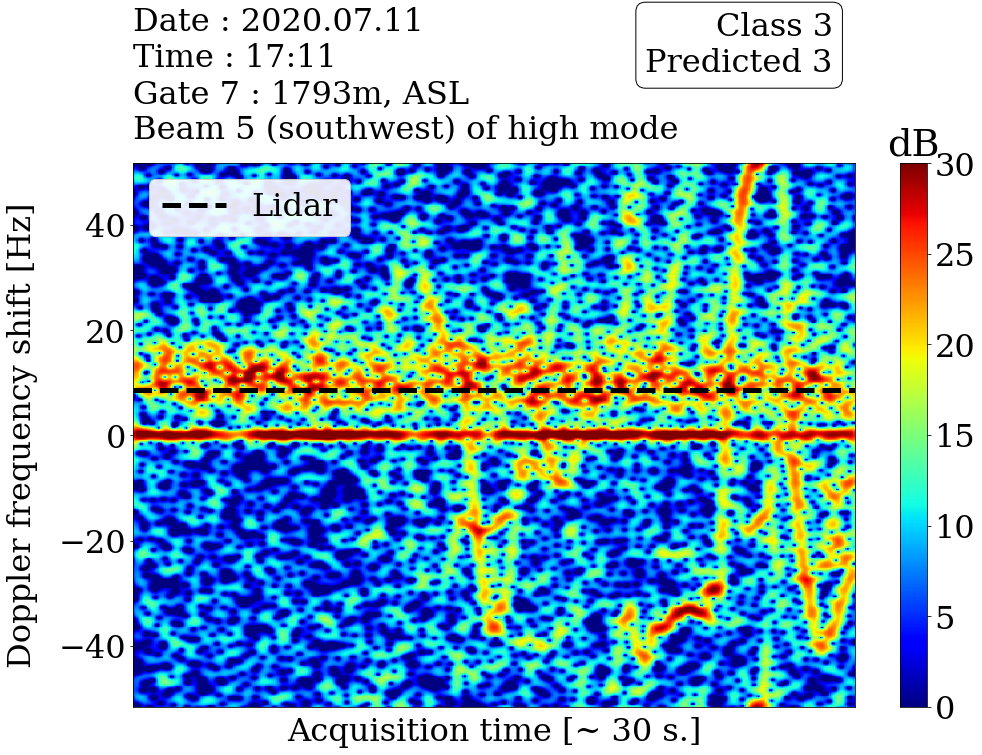 Date : 2020.07.11
Time : 17:11
Gate 7 : 1793m, ASL
Beam 5 (southwest) of high mode
Class 3
Predicted 3
dB
Lidar
Doppler frequency shift [Hz]
40
20
0
−20
−40
Acquisition time [~ 30 s.]
30
25
20
15
10
5
0